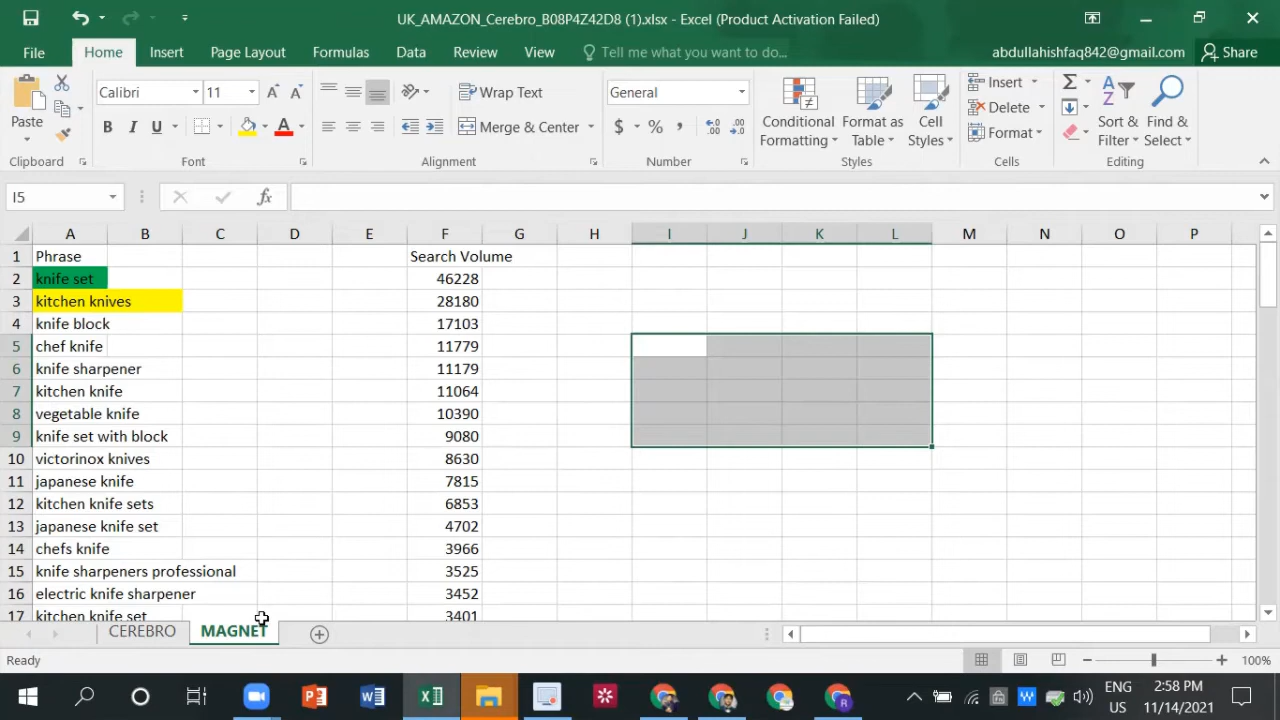 UK_AMAZON_Cerebro_B08P4Z42D8 (1).xlsx - Excel (Product Activation Failed)
File Home Insert Page Layout Formulas Data Review View Tell me what you want to do... abdullahishfaq842@gmail.com Share
Paste
Clipboard
Calibri 11
B I U
Font
Wrap Text
Merge & Center
Alignment
General
$ % ,
Number
Conditional Formatting
Format as Table
Cell Styles
Styles
Insert
Delete
Format
Cells
Sort & Filter
Find & Select
Editing
I5 fx
A B C D E F G H I J K L M N O P
1 Phrase Search Volume
2 knife set 46228
3 kitchen knives 28180
4 knife block 17103
5 chef knife 11779
6 knife sharpener 11179
7 kitchen knife 11064
8 vegetable knife 10390
9 knife set with block 9080
10 victorinox knives 8630
11 japanese knife 7815
12 kitchen knife sets 6853
13 japanese knife set 4702
14 chefs knife 3966
15 knife sharpeners professional 3525
16 electric knife sharpener 3452
17 kitchen knife set 3401
CEREBRO MAGNET
Ready 100%
ENG 2:58 PM
US 11/14/2021